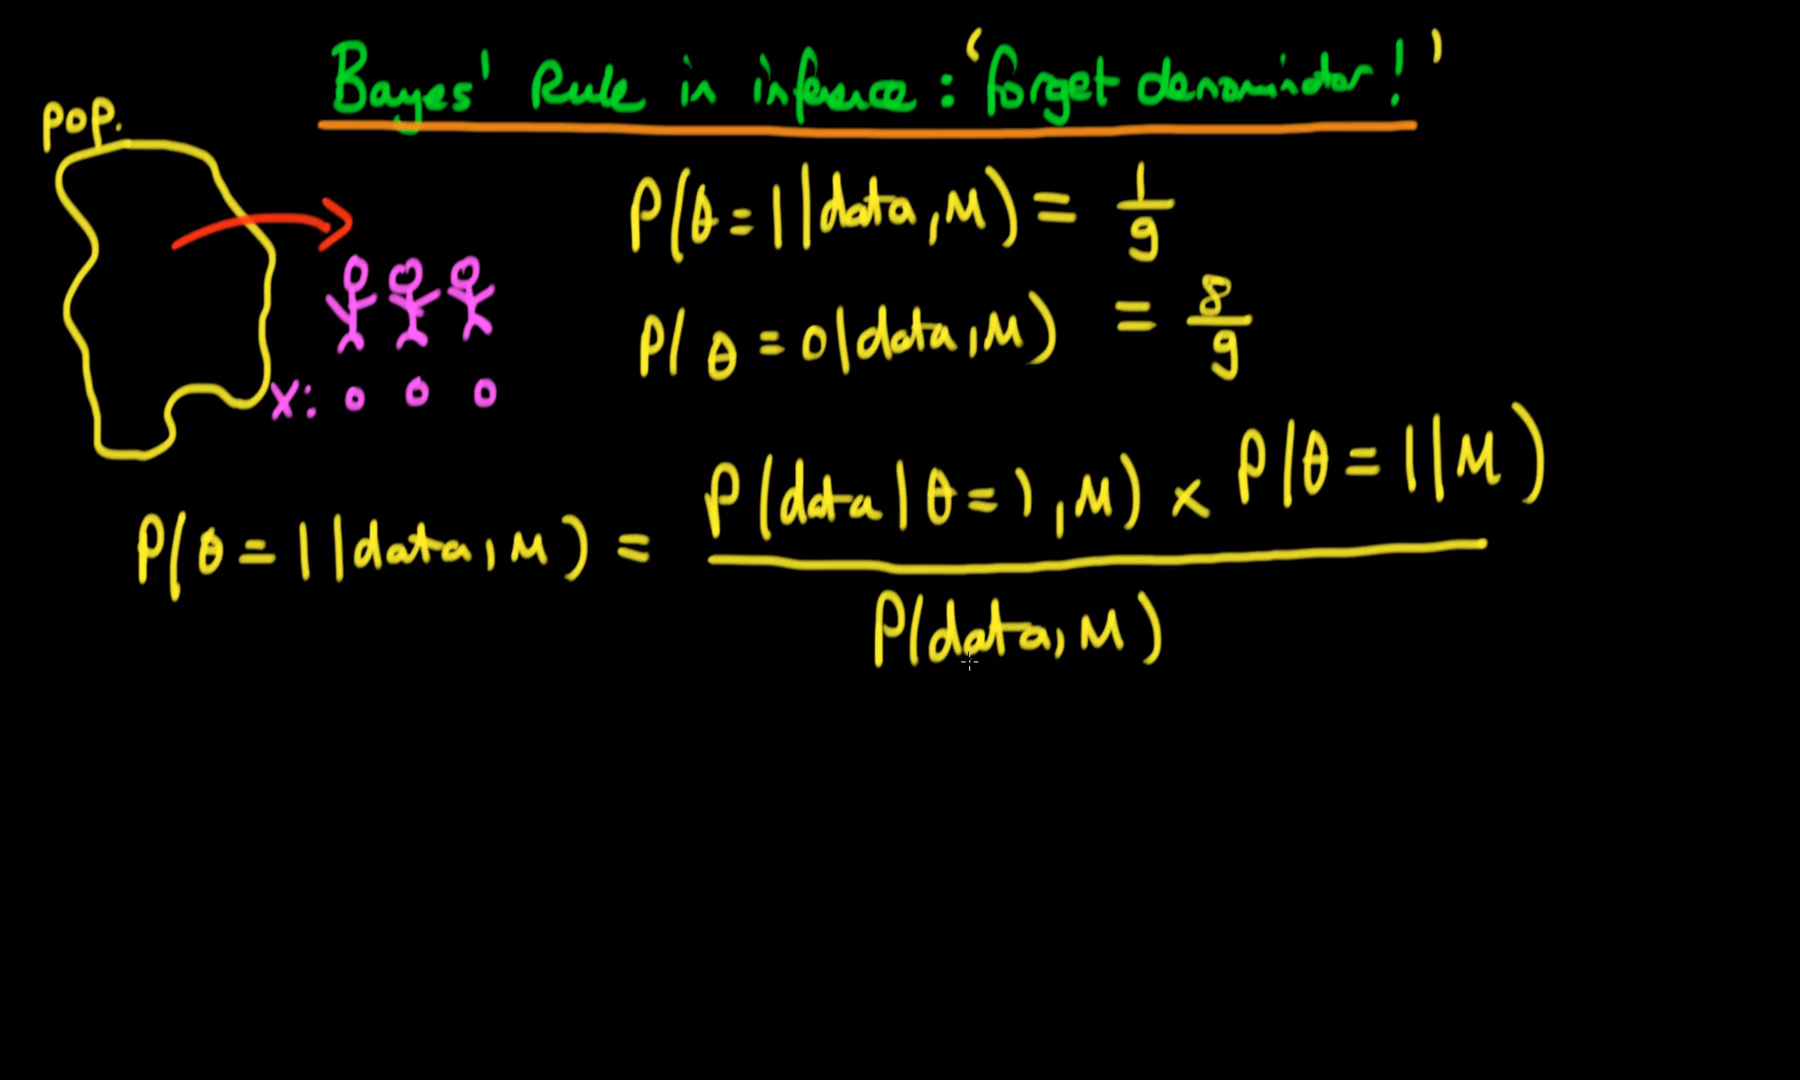 Bayes' Rule in inference : 'forget denominator!'
pop.
P(θ=1|data,M) = 1/9
P(θ=0|data,M) = 8/9
X: 0 0 0
P(θ=1|data,M) = P(data|θ=1,M) × P(θ=1|M)
P(data,M)